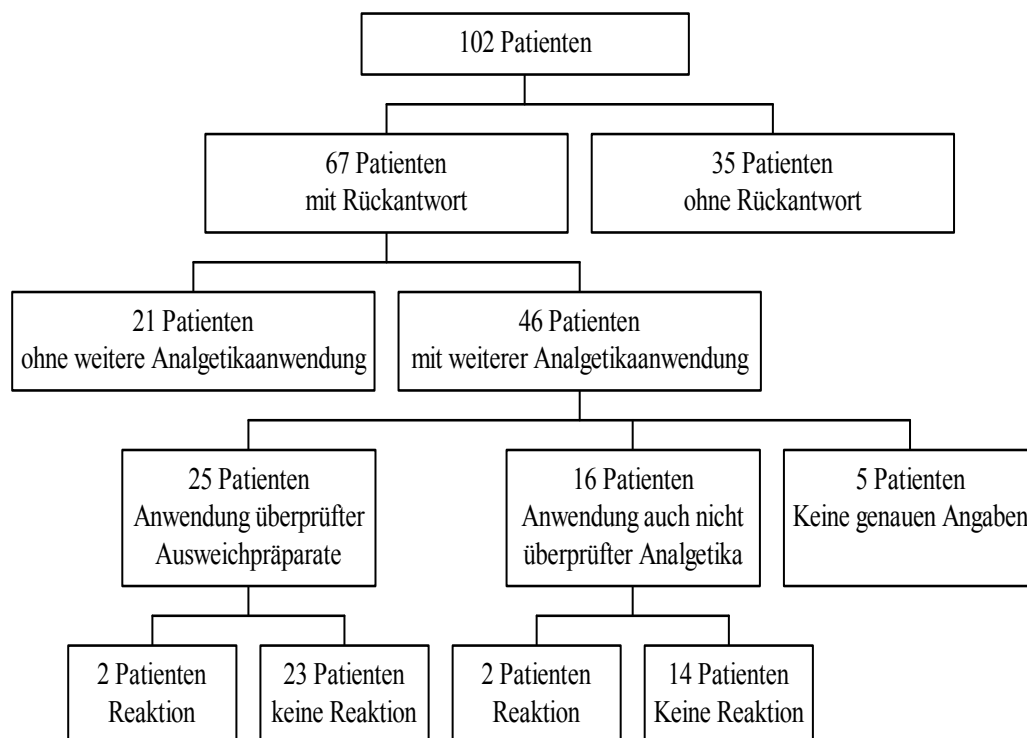 102 Patienten
67 Patienten
mit Rückantwort
35 Patienten
ohne Rückantwort
21 Patienten
ohne weitere Analgetikaanwendung
46 Patienten
mit weiterer Analgetikaanwendung
25 Patienten
Anwendung überprüfter
Ausweichpräparate
16 Patienten
Anwendung auch nicht
überprüfter Analgetika
5 Patienten
Keine genauen Angaben
2 Patienten
Reaktion
23 Patienten
keine Reaktion
2 Patienten
Reaktion
14 Patienten
Keine Reaktion